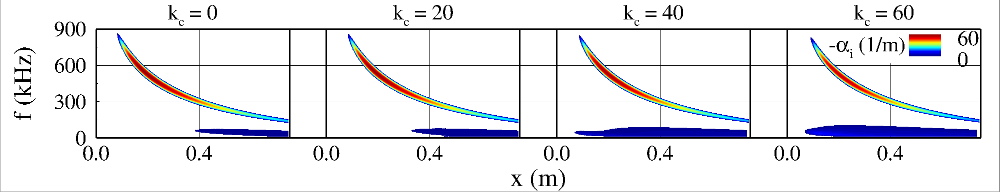 k_c = 0 k_c = 20 k_c = 40 k_c = 60
900
600
300
0
f (kHz)
-α_i (1/m) 60
0
0.0 0.4 0.0 0.4 0.0 0.4 0.0 0.4
x (m)